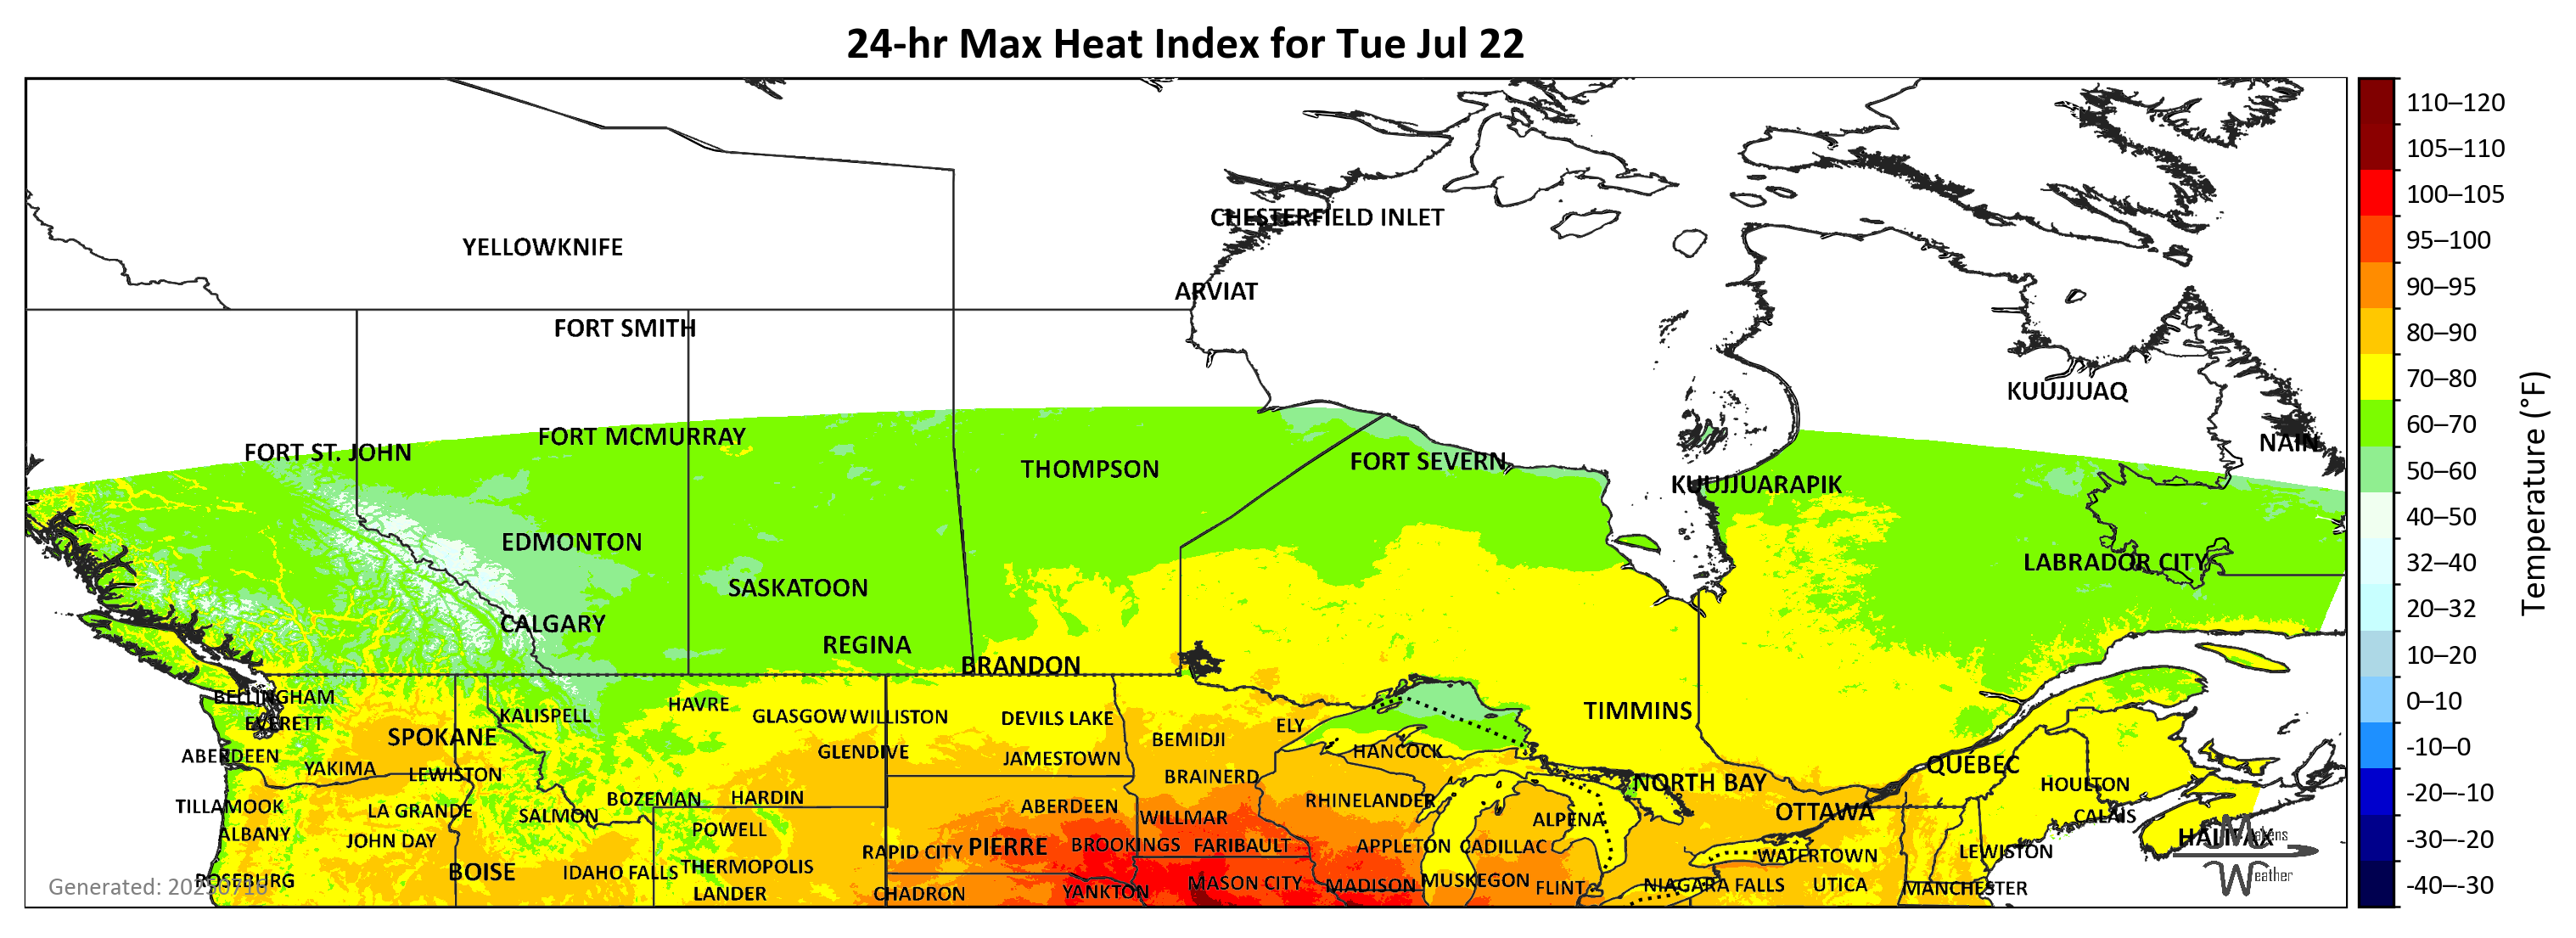 24-hr Max Heat Index for Tue Jul 22
CHESTERFIELD INLET
YELLOWKNIFE
ARVIAT
FORT SMITH
KUUJJUAQ
FORT MCMURRAY
NAIN
FORT ST. JOHN
FORT SEVERN
THOMPSON
KUUJJUARAPIK
EDMONTON
LABRADOR CITY
SASKATOON
CALGARY
REGINA
BRANDON
BELLINGHAM
HAVRE
TIMMINS
KALISPELL GLASGOW WILLISTON DEVILS LAKE
EVERETT ELY
SPOKANE BEMIDJI
GLENDIVE HANCOCK
ABERDEEN JAMESTOWN QUÉBEC
YAKIMA LEWISTON BRAINERD NORTH BAY HOULTON
BOZEMAN HARDIN RHINELANDER
TILLAMOOK LA GRANDE SALMON ABERDEEN WILLMAR ALPENA OTTAWA CALAIS
ALBANY JOHN DAY POWELL HALIFAX
RAPID CITY PIERRE BROOKINGS FARIBAULT APPLETON CADILLAC WATERTOWN LEWISTON
BOISE IDAHO FALLS THERMOPOLIS
ROSEBURG YANKTON MASON CITY MADISON MUSKEGON FLINT NIAGARA FALLS UTICA MANCHESTER
LANDER CHADRON
Generated: 20250716
Makens
Weather
110–120
105–110
100–105
95–100
90–95
80–90
70–80
60–70
50–60
40–50
32–40
20–32
10–20
0–10
-10–0
-20–-10
-30–-20
-40–-30
Temperature (°F)